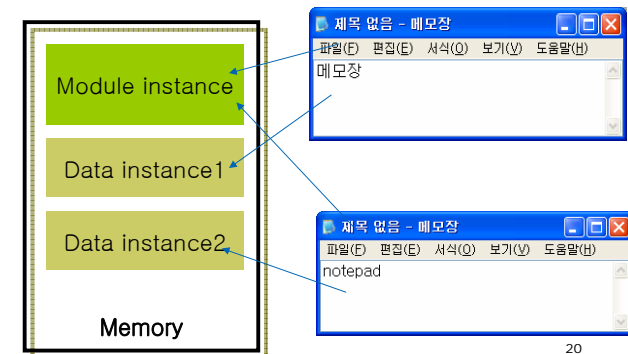 Module instance
Data instance1
Data instance2
Memory
제목 없음 - 메모장
파일(F) 편집(E) 서식(O) 보기(V) 도움말(H)
메모장
제목 없음 - 메모장
파일(F) 편집(E) 서식(O) 보기(V) 도움말(H)
notepad
20